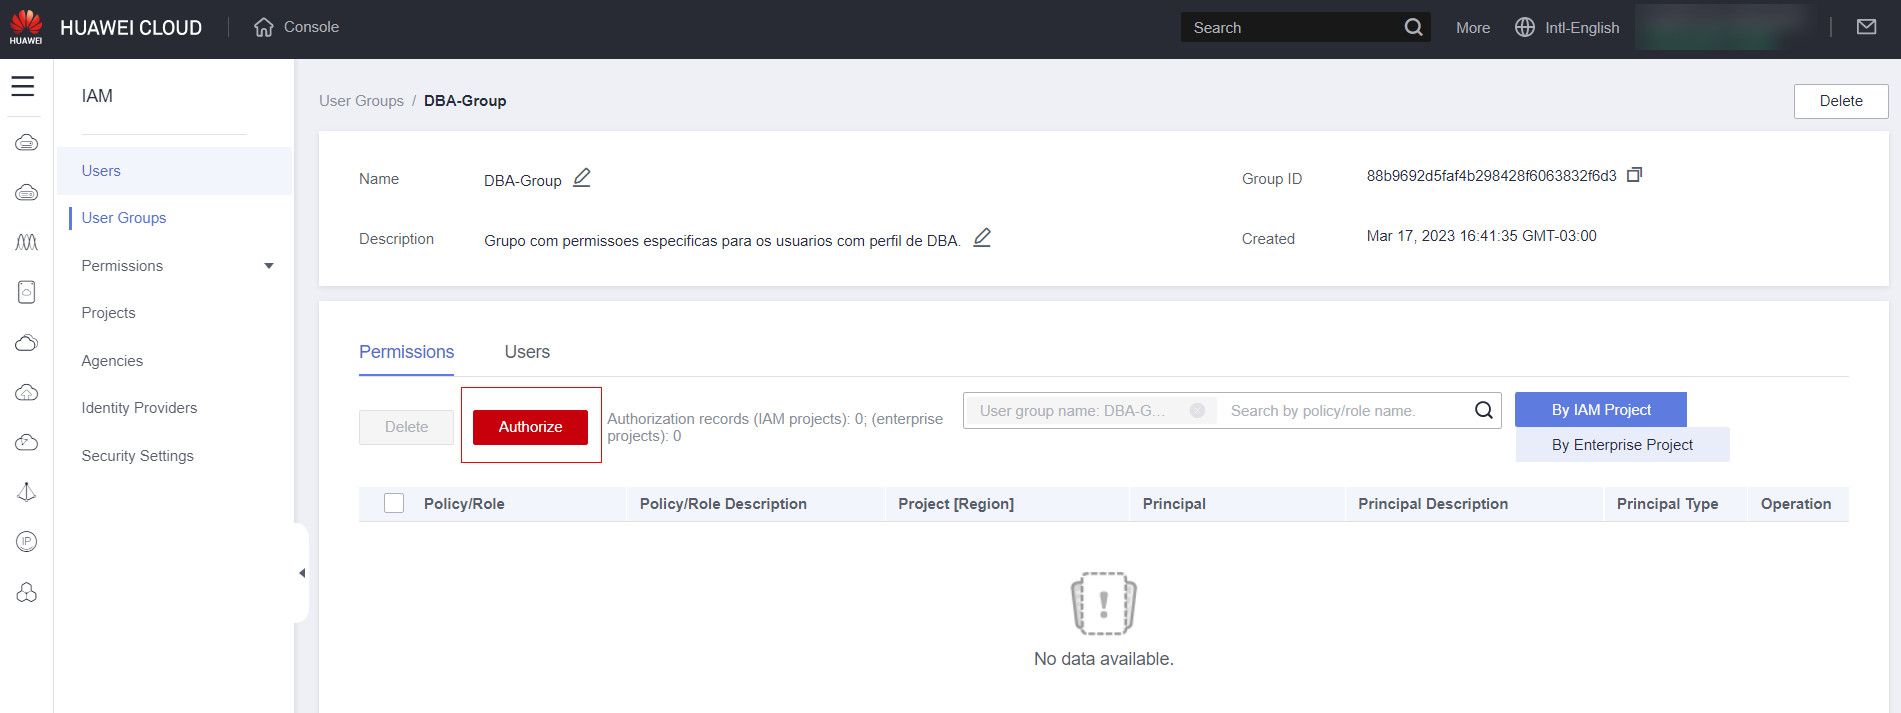 HUAWEI
HUAWEI CLOUD
Console
Search
More
Intl-English
IAM
Users
User Groups
Permissions
Projects
Agencies
Identity Providers
Security Settings
IP
User Groups / DBA-Group
Delete
Name
DBA-Group
Group ID
88b9692d5faf4b298428f6063832f6d3
Description
Grupo com permissoes especificas para os usuarios com perfil de DBA.
Created
Mar 17, 2023 16:41:35 GMT-03:00
Permissions
Users
Delete
Authorize
Authorization records (IAM projects): 0; (enterprise
projects): 0
User group name: DBA-G...
Search by policy/role name.
By IAM Project
By Enterprise Project
Policy/Role
Policy/Role Description
Project [Region]
Principal
Principal Description
Principal Type
Operation
No data available.